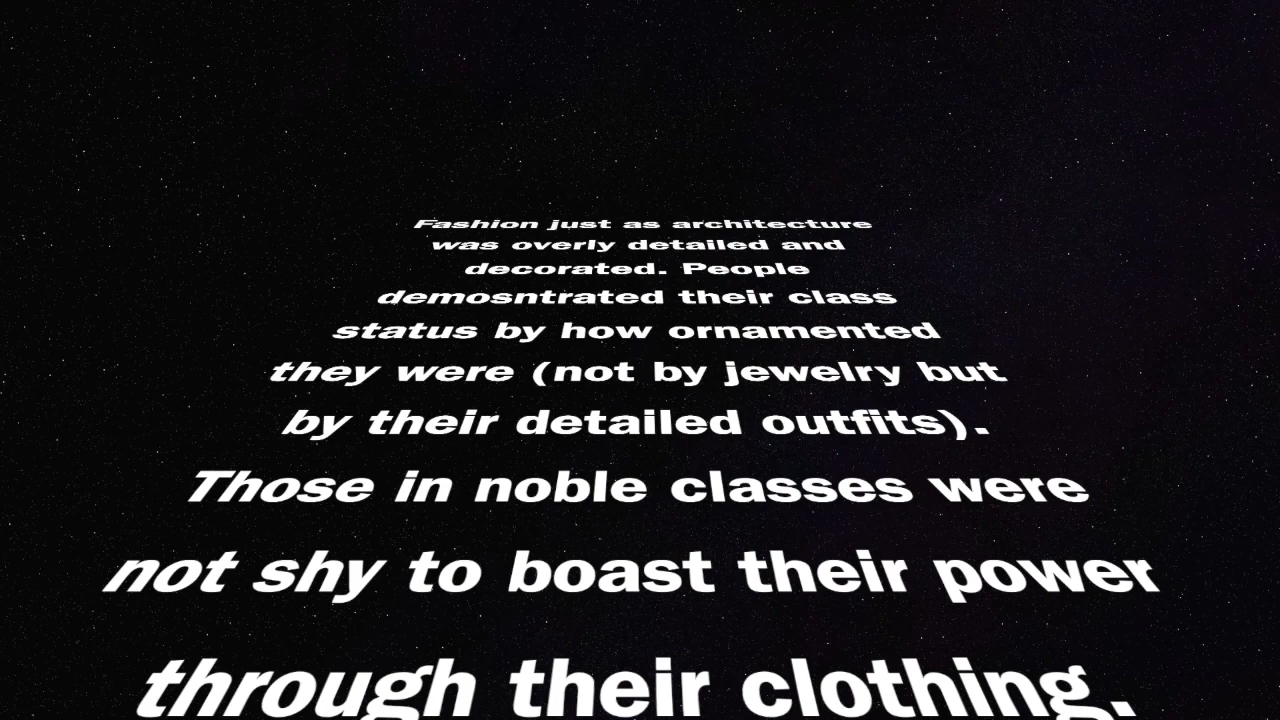 Fashion just as architecture
was overly detailed and
decorated. People
demosntrated their class
status by how ornamented
they were (not by jewelry but
by their detailed outfits).
Those in noble classes were
not shy to boast their power
through their clothing.